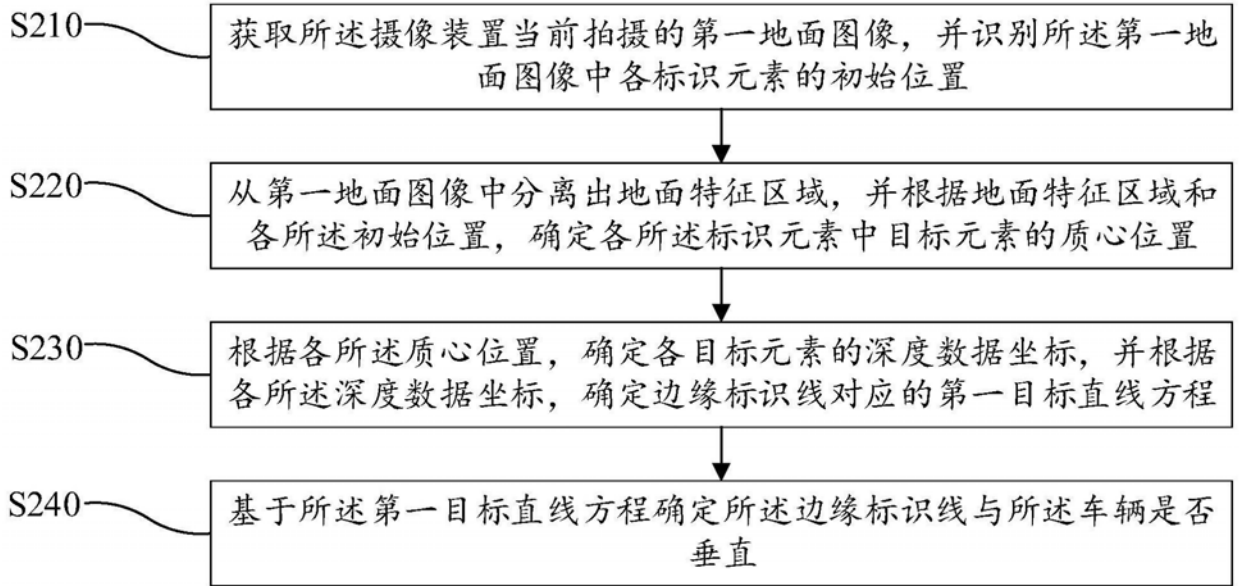 S210
获取所述摄像装置当前拍摄的第一地面图像，并识别所述第一地
面图像中各标识元素的初始位置
S220
从第一地面图像中分离出地面特征区域，并根据地面特征区域和
各所述初始位置，确定各所述标识元素中目标元素的质心位置
S230
根据各所述质心位置，确定各目标元素的深度数据坐标，并根据
各所述深度数据坐标，确定边缘标识线对应的第一目标直线方程
S240
基于所述第一目标直线方程确定所述边缘标识线与所述车辆是否
垂直